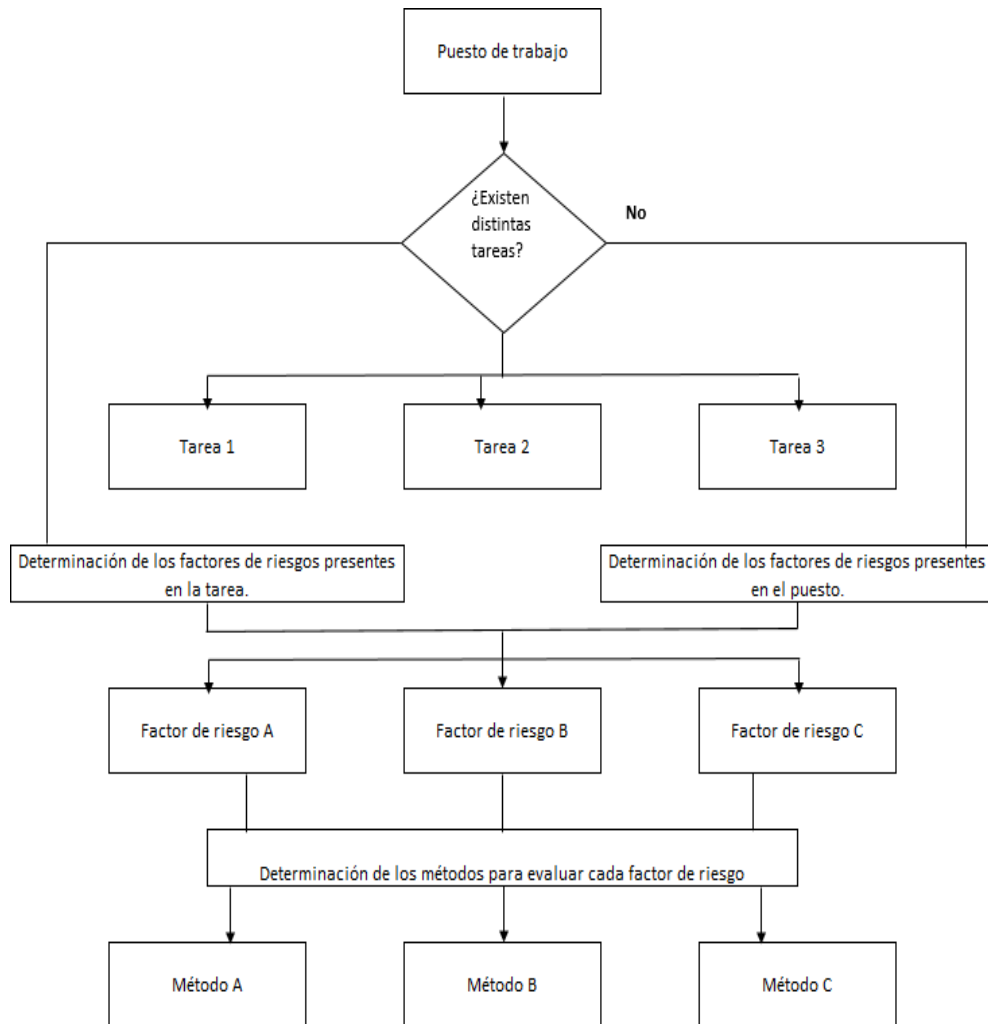 Puesto de trabajo
¿Existen
distintas
tareas?
No
Tarea 1
Tarea 2
Tarea 3
Determinación de los factores de riesgos presentes
en la tarea.
Determinación de los factores de riesgos presentes
en el puesto.
Factor de riesgo A
Factor de riesgo B
Factor de riesgo C
Determinación de los métodos para evaluar cada factor de riesgo
Método A
Método B
Método C